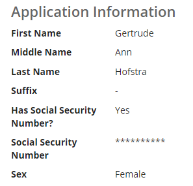 Application Information
First Name Gertrude
Middle Name Ann
Last Name Hofstra
Suffix -
Has Social Security Yes
Number?
Social Security **********
Number
Sex Female